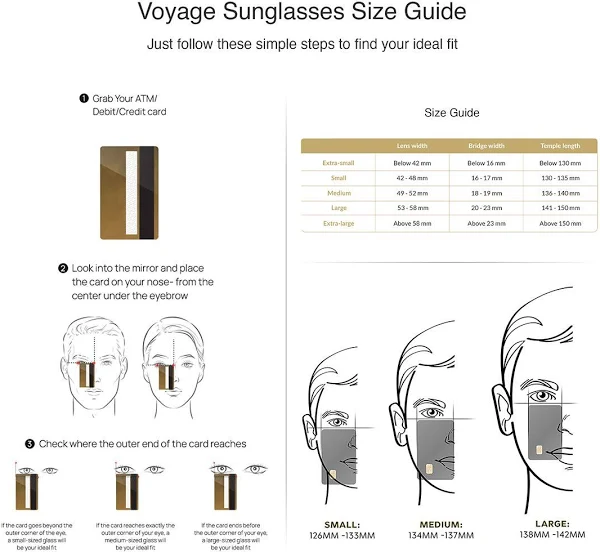 Voyage Sunglasses Size Guide
Just follow these simple steps to find your ideal fit
1 Grab Your ATM/
Debit/Credit card
2 Look into the mirror and place
the card on your nose- from the
center under the eyebrow
3 Check where the outer end of the card reaches
If the card goes beyond the
outer corner of the eye,
a small-sized glass will
be your ideal fit
If the card reaches exactly the
outer corner of your eye, a
medium-sized glass will
be your ideal fit
If the card ends before
the outer corner of your eye,
a large-sized glass will
be your ideal fit
Size Guide
Lens width Bridge width Temple length
Extra-small Below 42 mm Below 16 mm Below 130 mm
Small 42 - 48 mm 16 - 17 mm 130 - 135 mm
Medium 49 - 52 mm 18 - 19 mm 136 - 140 mm
Large 53 - 58 mm 20 - 23 mm 141 - 150 mm
Extra-large Above 58 mm Above 23 mm Above 150 mm
SMALL:
126MM -133MM
MEDIUM:
134MM -137MM
LARGE:
138MM -142MM